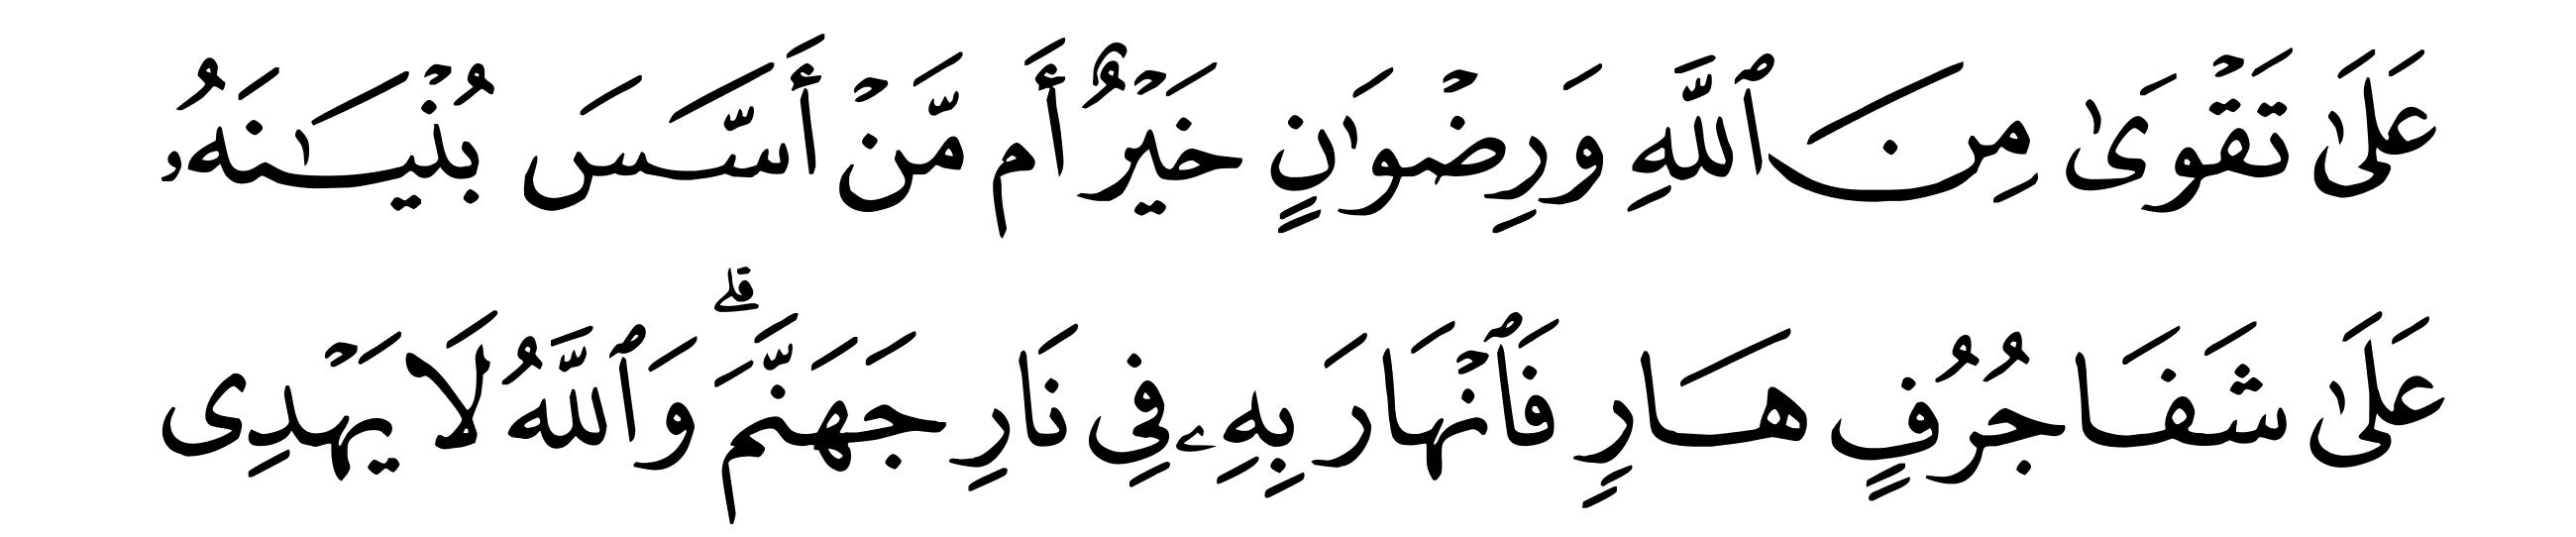 عَلَىٰ تَقۡوَىٰ مِنَ ٱللَّهِ وَرِضۡوَٰنٍ خَيۡرٌ أَم مَّنۡ أَسَّسَ بُنۡيَـٰنَهُۥ
عَلَىٰ شَفَا جُرُفٍ هَارٍ فَٱنۡهَارَ بِهِۦ فِى نَارِ جَهَنَّمَۗ وَٱللَّهُ لَا يَهۡدِى